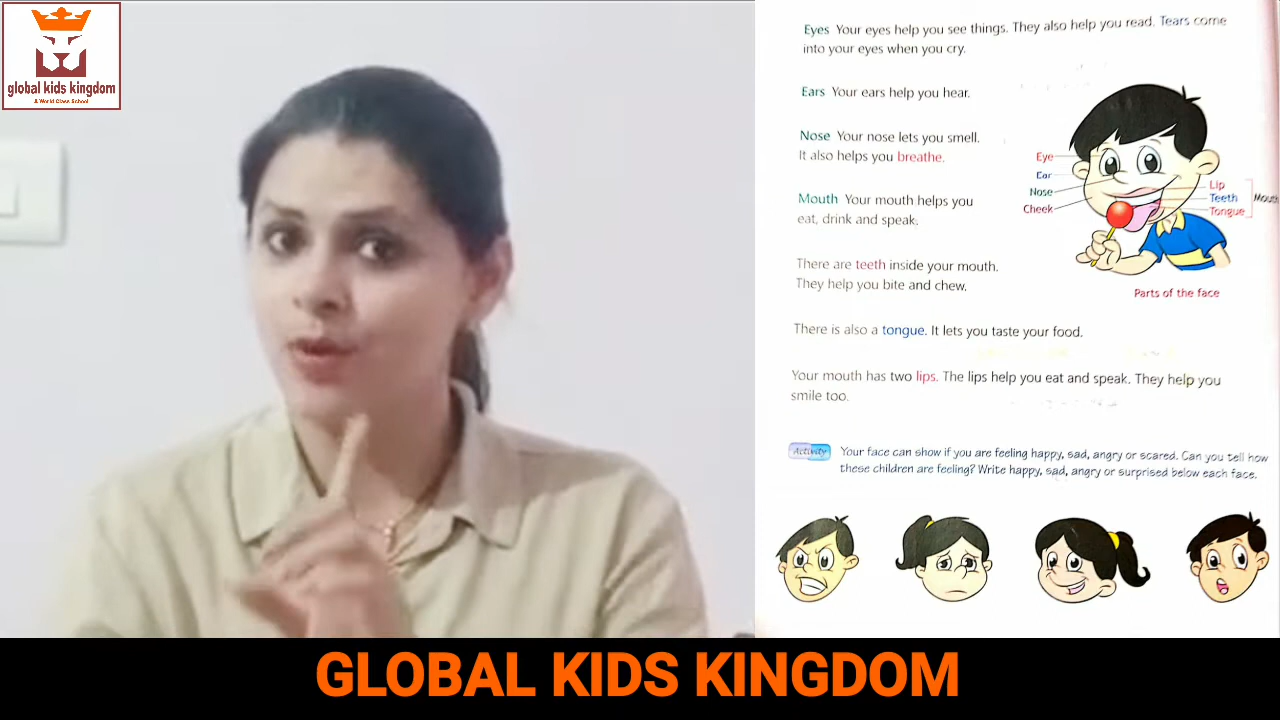 global kids kingdom
A World Class School
Eyes Your eyes help you see things. They also help you read. Tears come
into your eyes when you cry.
Ears Your ears help you hear.
Nose Your nose lets you smell.
It also helps you breathe.
Mouth Your mouth helps you
eat, drink and speak.
There are teeth inside your mouth.
They help you bite and chew.
Eye
Ear
Nose
Cheek
Lip
Teeth
Tongue
Mouth
Parts of the face
There is also a tongue. It lets you taste your food.
Your mouth has two lips. The lips help you eat and speak. They help you
smile too.
Activity Your face can show if you are feeling happy, sad, angry or scared. Can you tell how
these children are feeling? Write happy, sad, angry or surprised below each face.
GLOBAL KIDS KINGDOM